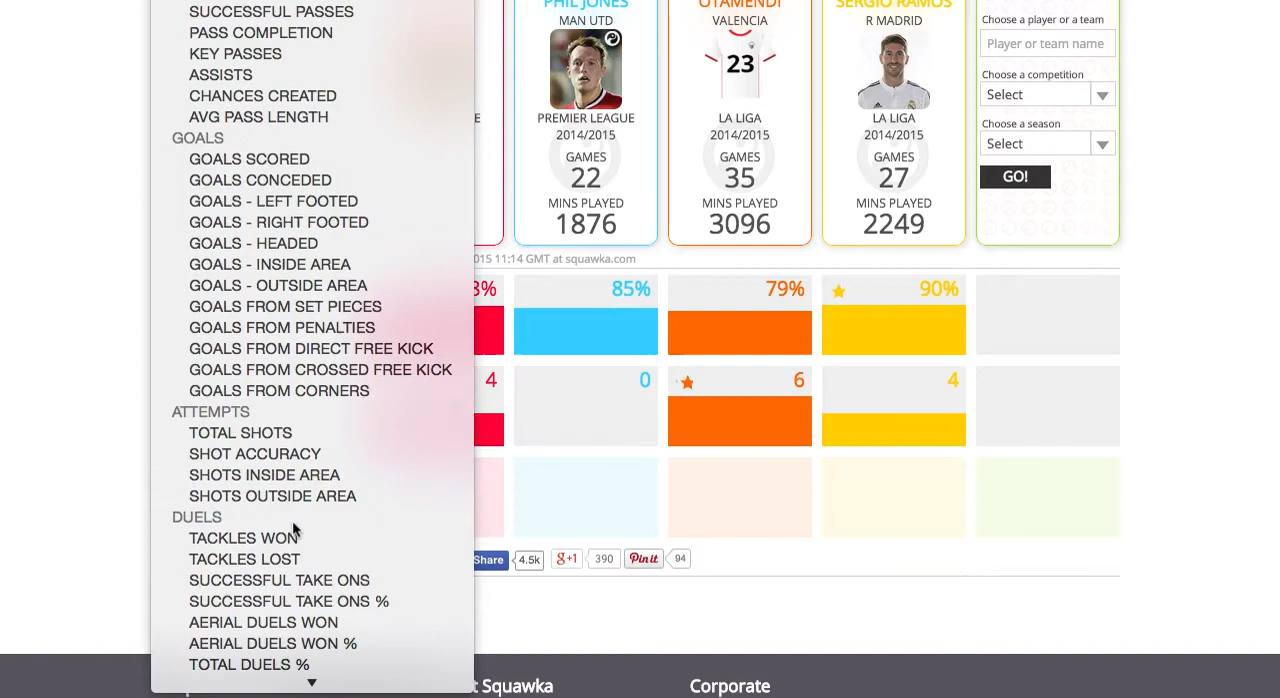 SUCCESSFUL PASSES
PASS COMPLETION
KEY PASSES
ASSISTS
CHANCES CREATED
AVG PASS LENGTH
GOALS
GOALS SCORED
GOALS CONCEDED
GOALS - LEFT FOOTED
GOALS - RIGHT FOOTED
GOALS - HEADED
GOALS - INSIDE AREA
GOALS - OUTSIDE AREA
GOALS FROM SET PIECES
GOALS FROM PENALTIES
GOALS FROM DIRECT FREE KICK
GOALS FROM CROSSED FREE KICK
GOALS FROM CORNERS
ATTEMPTS
TOTAL SHOTS
SHOT ACCURACY
SHOTS INSIDE AREA
SHOTS OUTSIDE AREA
DUELS
TACKLES WON
TACKLES LOST
SUCCESSFUL TAKE ONS
SUCCESSFUL TAKE ONS %
AERIAL DUELS WON
AERIAL DUELS WON %
TOTAL DUELS %
E
PHIL JONES
MAN UTD
PREMIER LEAGUE
2014/2015
GAMES
22
MINS PLAYED
1876
OTAMENDI
VALENCIA
23
LA LIGA
2014/2015
GAMES
35
MINS PLAYED
3096
SERGIO RAMOS
R MADRID
LA LIGA
2014/2015
GAMES
27
MINS PLAYED
2249
Choose a player or a team
Player or team name
Choose a competition
Select
Choose a season
Select
GO!
015 11:14 GMT at squawka.com
3% 85% 79% 90%
4 0 6 4
Share 4.5k g+1 390 Pin it 94
t Squawka
Corporate